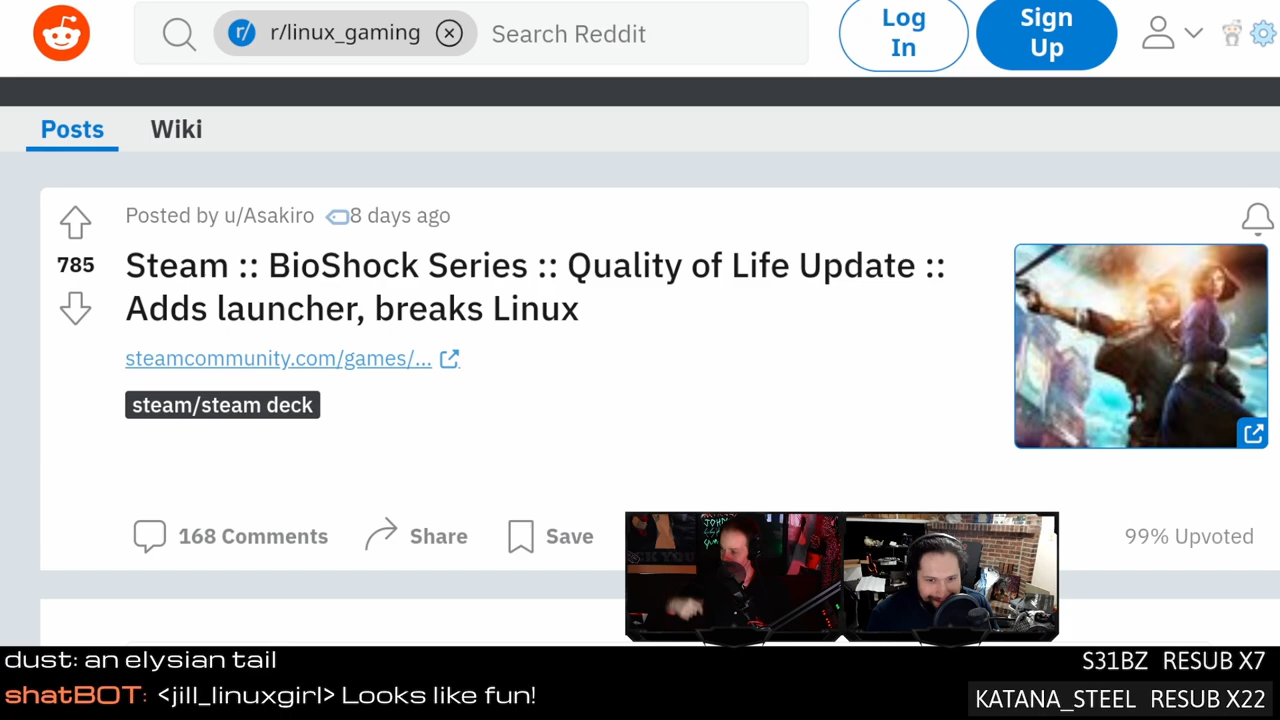 r/ r/linux_gaming Search Reddit
Log In
Sign Up
Posts Wiki
Posted by u/Asakiro 8 days ago
785
Steam :: BioShock Series :: Quality of Life Update ::
Adds launcher, breaks Linux
steamcommunity.com/games/...
steam/steam deck
168 Comments Share Save
99% Upvoted
dust: an elysian tail
shatBOT: <jill_linuxgirl> Looks like fun!
S31BZ RESUB X7
KATANA_STEEL RESUB X22